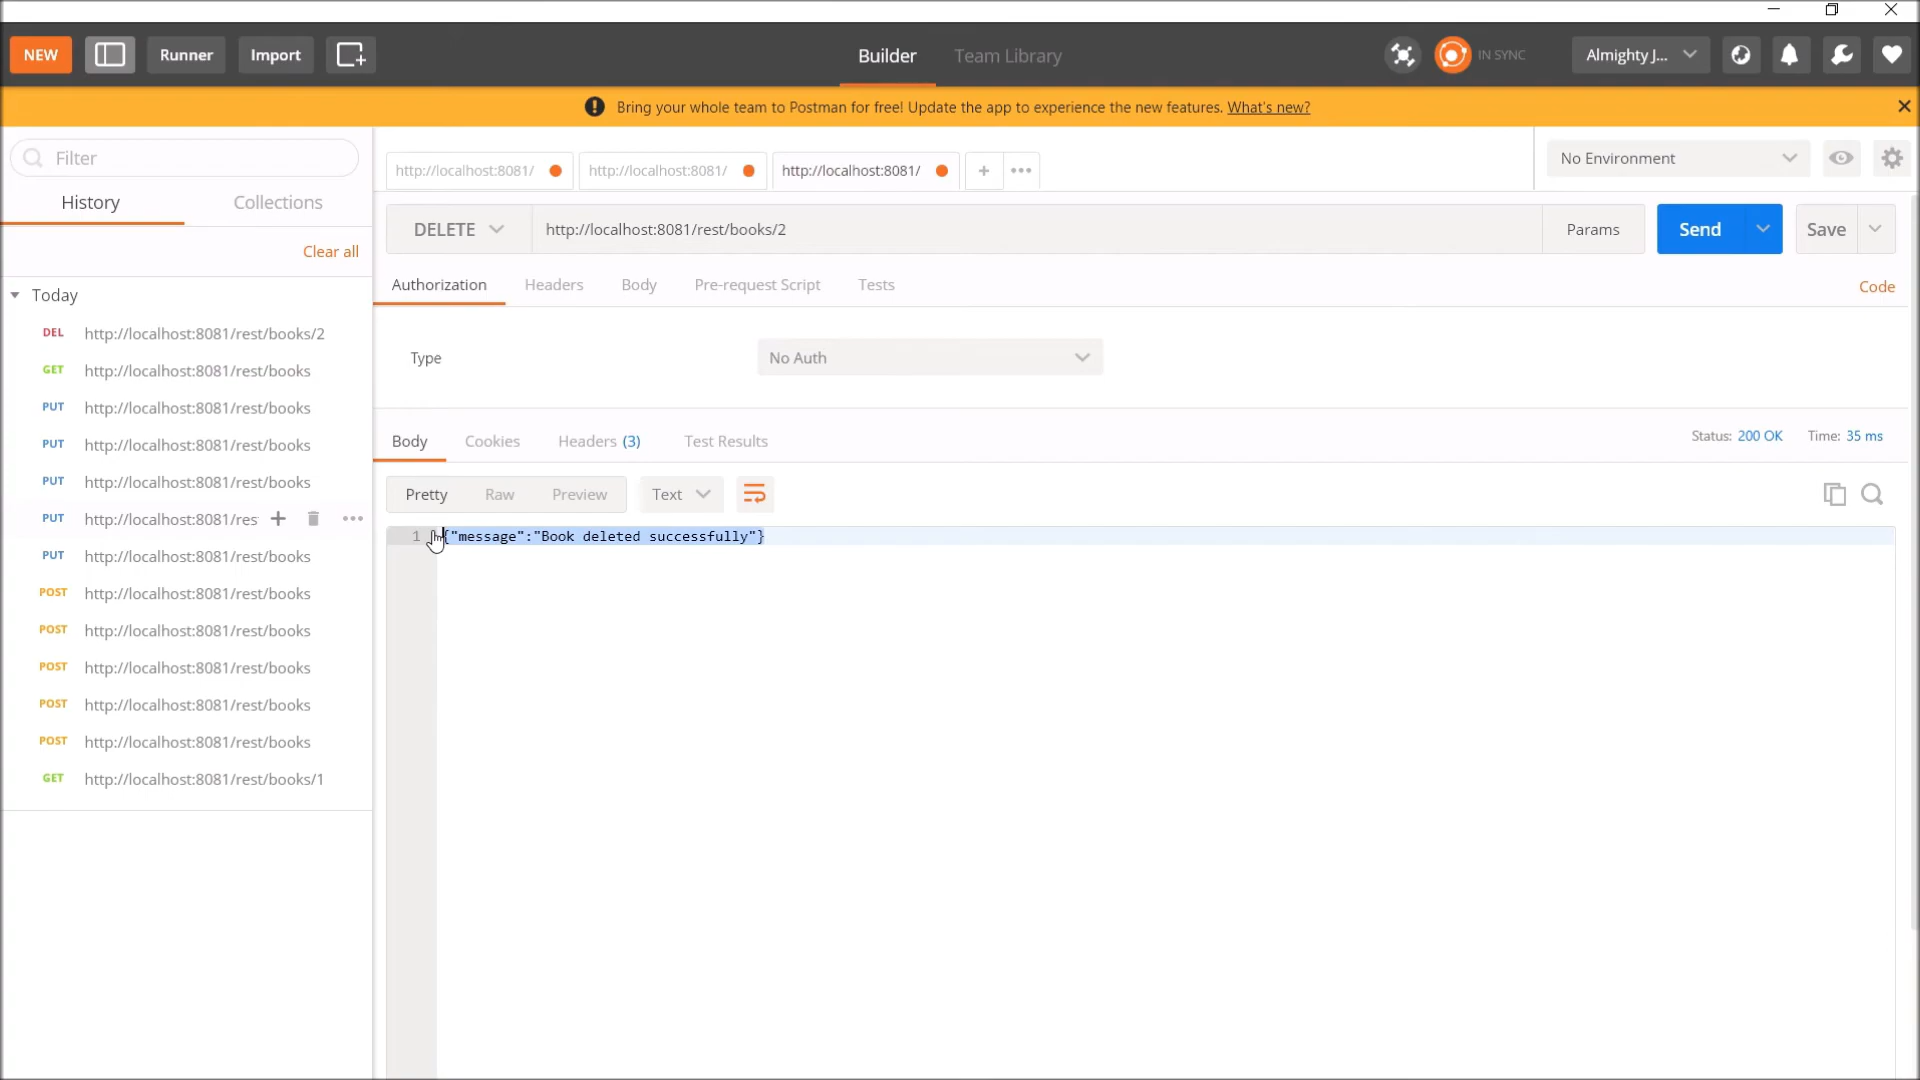 NEW
Runner
Import
Builder
Team Library
IN SYNC
Almighty J...
Bring your whole team to Postman for free! Update the app to experience the new features. What's new?
Filter
History
Collections
Clear all
Today
DEL http://localhost:8081/rest/books/2
GET http://localhost:8081/rest/books
PUT http://localhost:8081/rest/books
PUT http://localhost:8081/rest/books
PUT http://localhost:8081/rest/books
PUT http://localhost:8081/res
PUT http://localhost:8081/rest/books
POST http://localhost:8081/rest/books
POST http://localhost:8081/rest/books
POST http://localhost:8081/rest/books
POST http://localhost:8081/rest/books
POST http://localhost:8081/rest/books
GET http://localhost:8081/rest/books/1
http://localhost:8081/
http://localhost:8081/
http://localhost:8081/
No Environment
DELETE
http://localhost:8081/rest/books/2
Params
Send
Save
Authorization
Headers
Body
Pre-request Script
Tests
Code
Type
No Auth
Body
Cookies
Headers (3)
Test Results
Status: 200 OK
Time: 35 ms
Pretty
Raw
Preview
Text
1 {"message":"Book deleted successfully"}